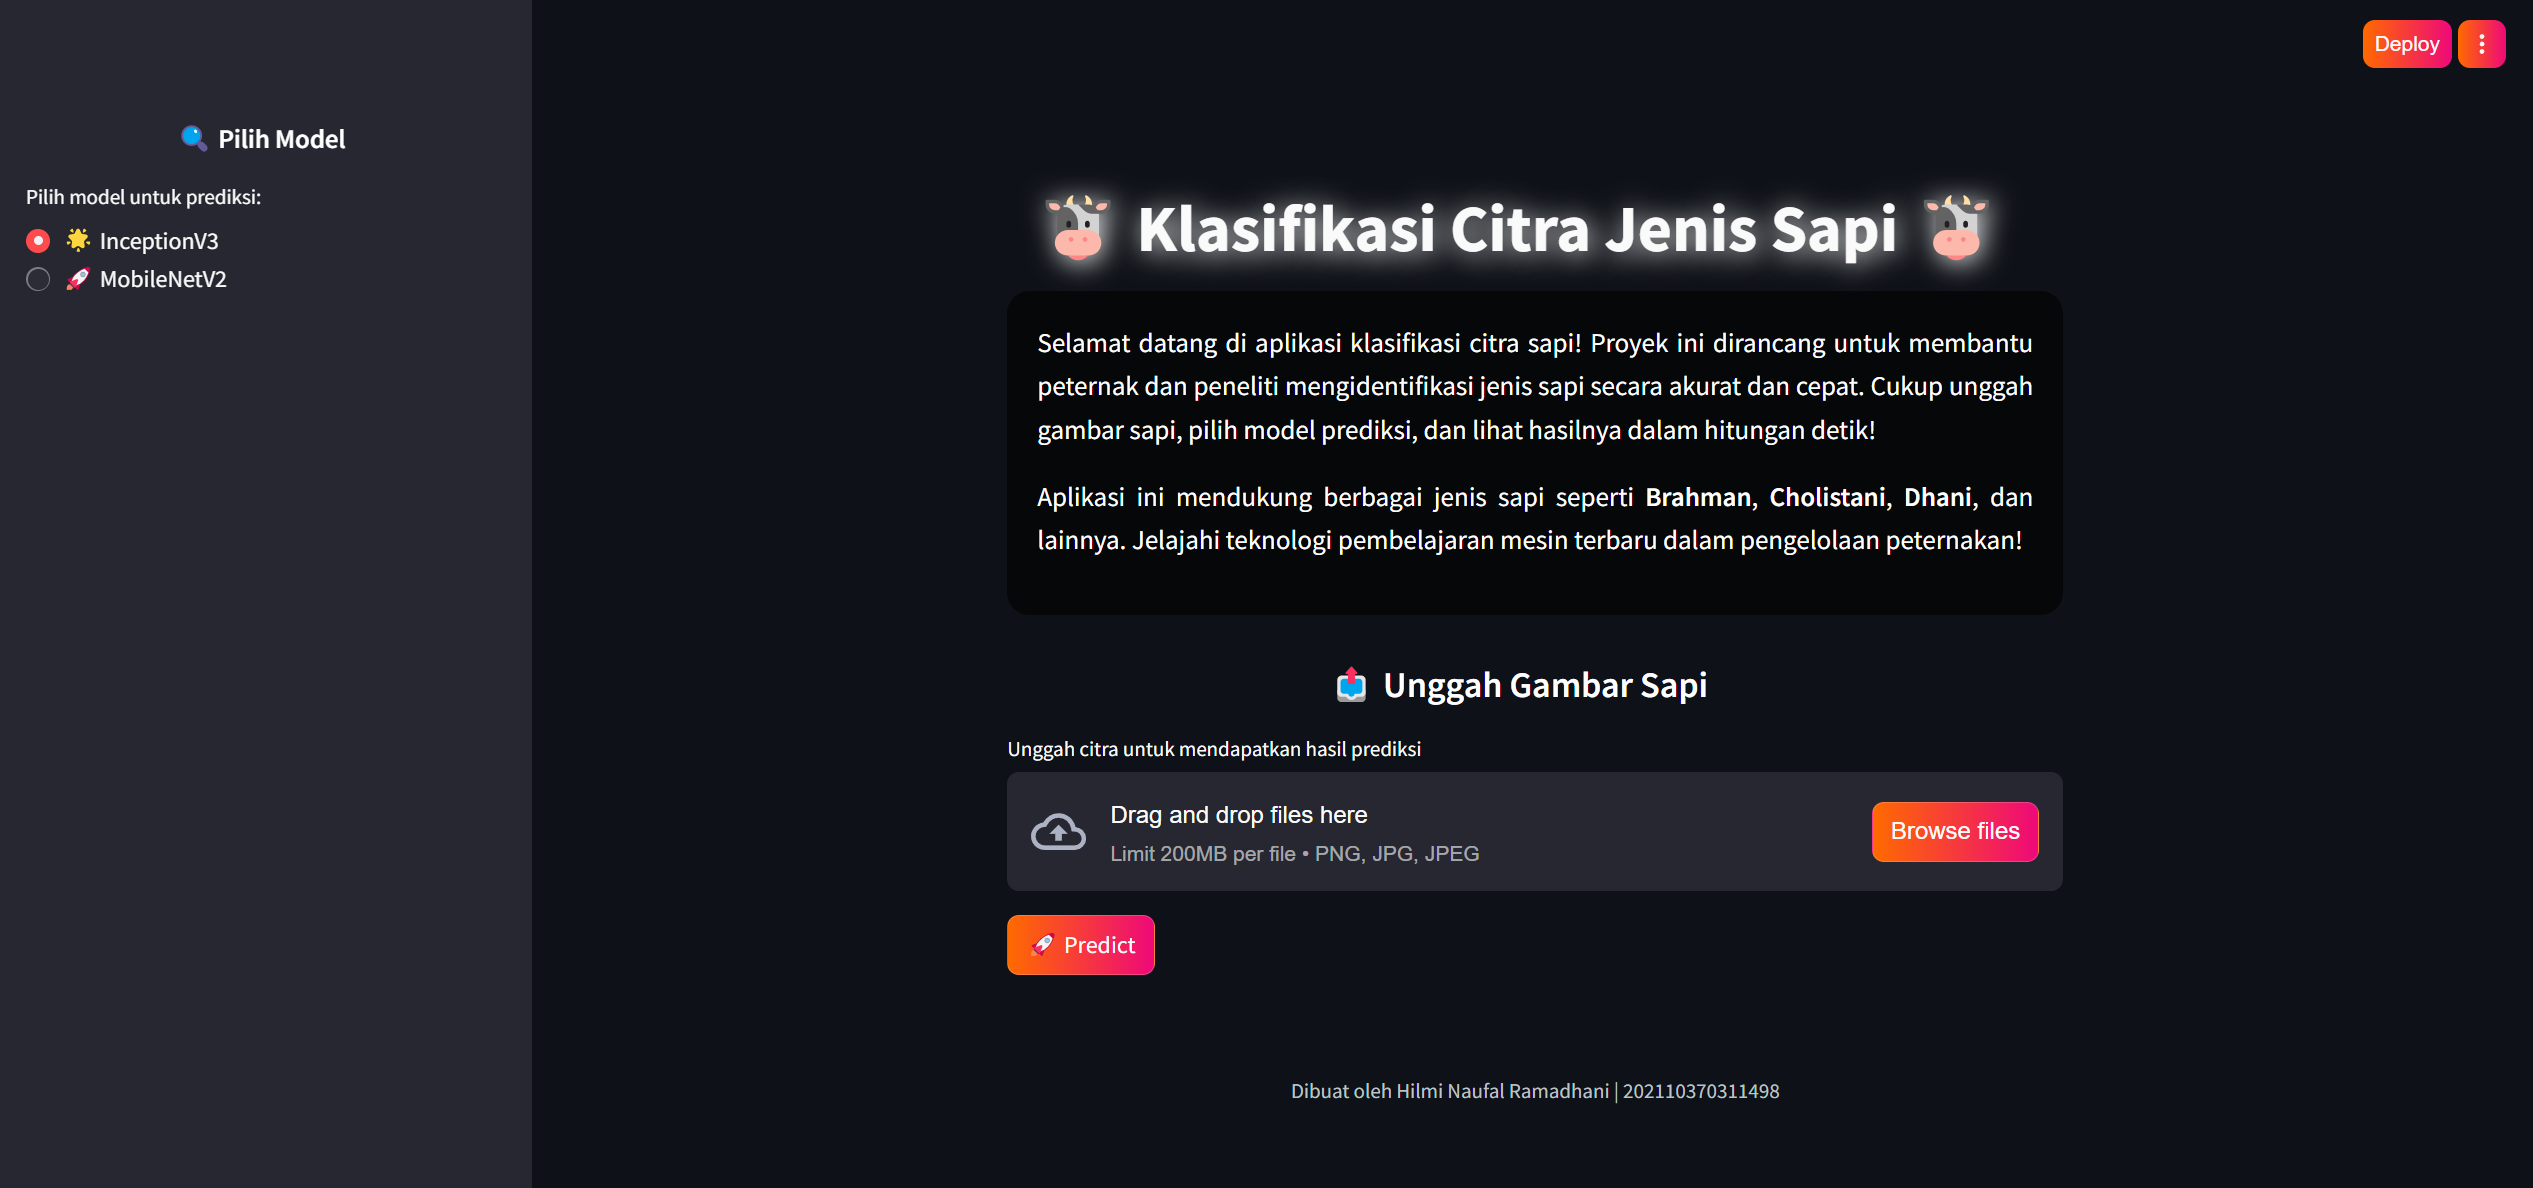 Deploy
🔍 Pilih Model
Pilih model untuk prediksi:
🌟 InceptionV3
🚀 MobileNetV2
🐮 Klasifikasi Citra Jenis Sapi 🐮
Selamat datang di aplikasi klasifikasi citra sapi! Proyek ini dirancang untuk membantu
peternak dan peneliti mengidentifikasi jenis sapi secara akurat dan cepat. Cukup unggah
gambar sapi, pilih model prediksi, dan lihat hasilnya dalam hitungan detik!
Aplikasi ini mendukung berbagai jenis sapi seperti Brahman, Cholistani, Dhani, dan
lainnya. Jelajahi teknologi pembelajaran mesin terbaru dalam pengelolaan peternakan!
📤 Unggah Gambar Sapi
Unggah citra untuk mendapatkan hasil prediksi
Drag and drop files here
Limit 200MB per file • PNG, JPG, JPEG
Browse files
🚀 Predict
Dibuat oleh Hilmi Naufal Ramadhani | 202110370311498